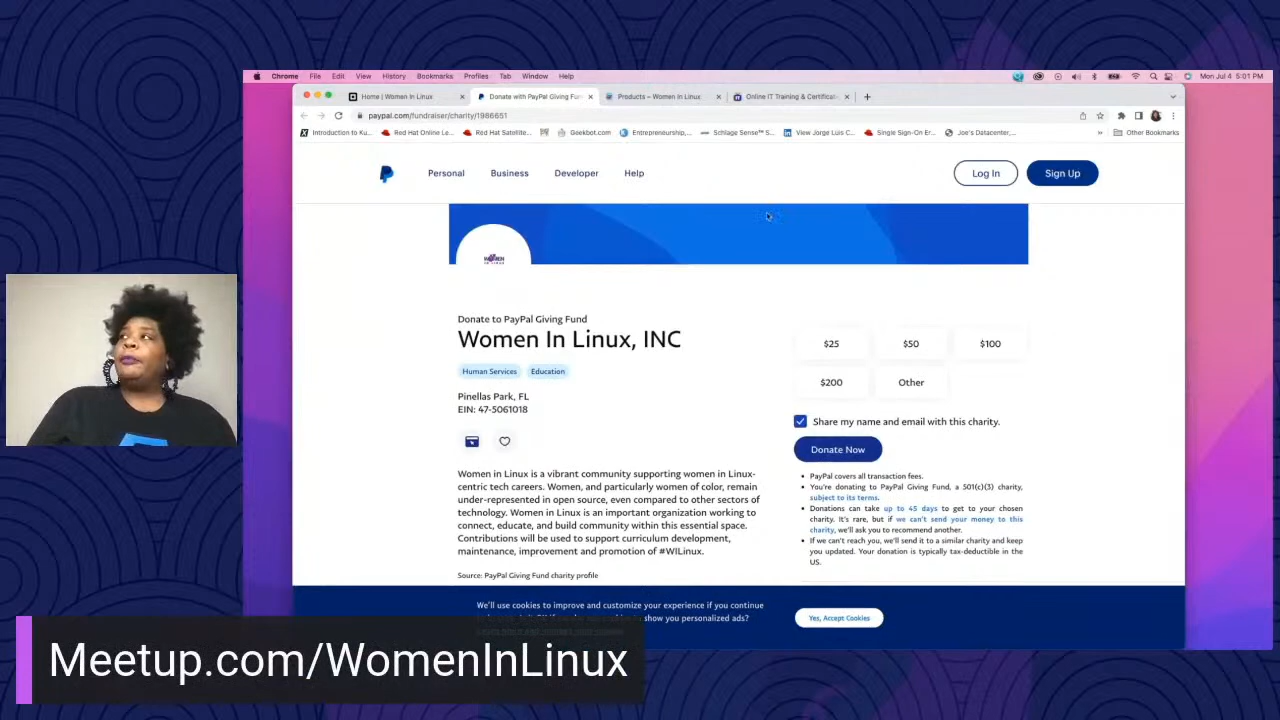 Chrome File Edit View History Bookmarks Profiles Tab Window Help Mon Jul 4 5:01 PM
Home | Women In Linux Donate with PayPal Giving Fun Products – Women In Linux Online IT Training & Certificat
paypal.com/fundraiser/charity/1986651
Introduction to Ku... Red Hat Online Le... Red Hat Satellite... Geekbot.com Entrepreneurship,... Schlage Sense™ S... View Jorge Luis C... Single Sign-On Er... Joe's Datacenter,... » Other Bookmarks
Personal Business Developer Help Log In Sign Up
WOMEN
IN LINUX
Donate to PayPal Giving Fund
Women In Linux, INC
Human Services Education
Pinellas Park, FL
EIN: 47-5061018
Women in Linux is a vibrant community supporting women in Linux-
centric tech careers. Women, and particularly women of color, remain
under-represented in open source, even compared to other sectors of
technology. Women in Linux is an important organization working to
connect, educate, and build community within this essential space.
Contributions will be used to support curriculum development,
maintenance, improvement and promotion of #WILinux.
Source: PayPal Giving Fund charity profile
$25 $50 $100
$200 Other
Share my name and email with this charity.
Donate Now
• PayPal covers all transaction fees.
• You're donating to PayPal Giving Fund, a 501(c)(3) charity,
subject to its terms.
• Donations can take up to 45 days to get to your chosen
charity. It's rare, but if we can't send your money to this
charity, we'll ask you to recommend another.
• If we can't reach you, we'll send it to a similar charity and keep
you updated. Your donation is typically tax-deductible in the
US.
We'll use cookies to improve and customize your experience if you continue
show you personalized ads?
Yes, Accept Cookies
Meetup.com/WomenInLinux